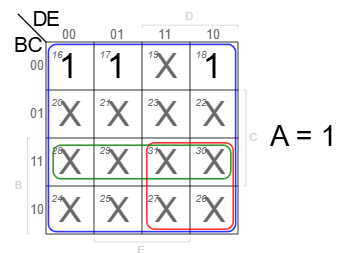 D
DE
BC
00 01 11 10
00 16 1 17 1 19 X 18 1
01 20 X 21 X 23 X 22 X
C
A = 1
11 28 X 29 X 31 X 30 X
B
10 24 X 25 X 27 X 26 X
E